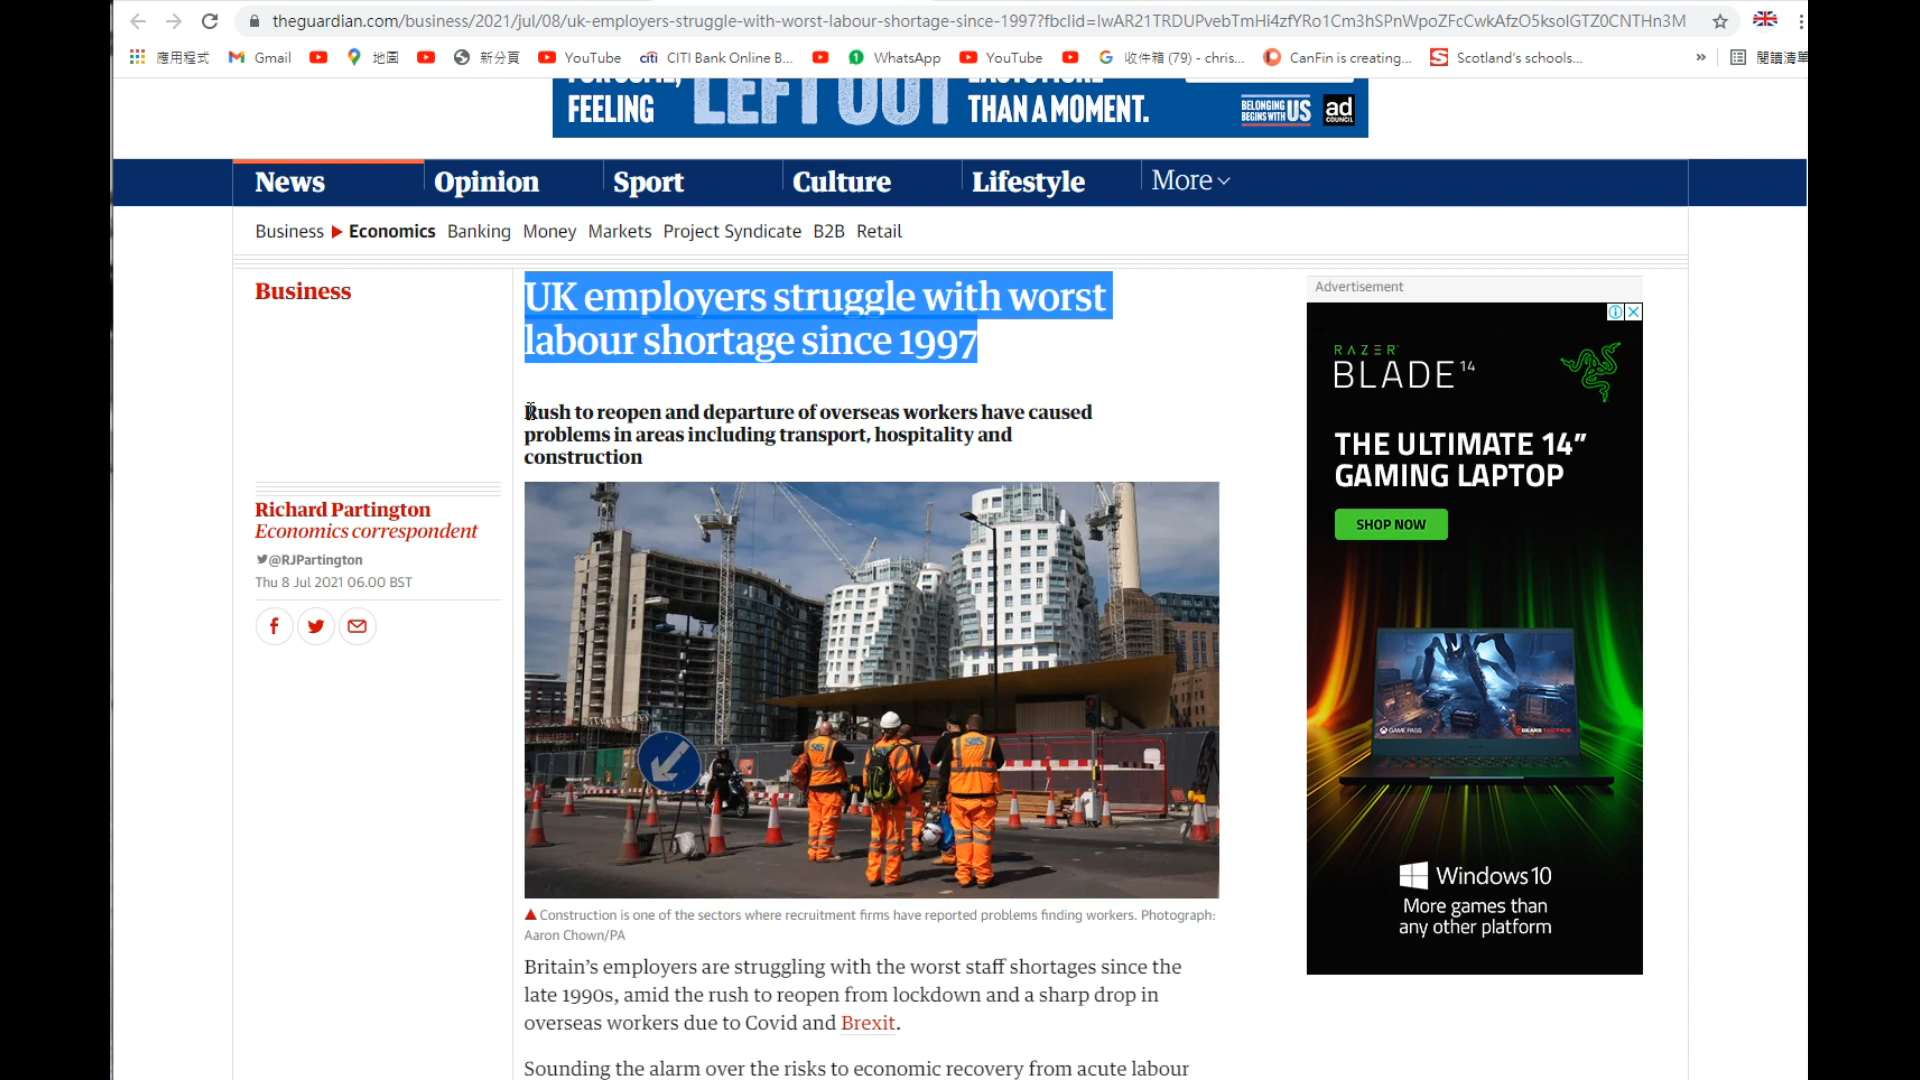 theguardian.com/business/2021/jul/08/uk-employers-struggle-with-worst-labour-shortage-since-1997?fbclid=IwAR21TRDUPvebTmHi4zfYRo1Cm3hSPnWpoZFcCwkAfzO5ksoIGTZ0CNTHn3M
應用程式 Gmail 地圖 新分頁 YouTube citi CITI Bank Online B... WhatsApp YouTube 收件箱 (79) - chris... CanFin is creating... Scotland's schools... » 閱讀清單
FEELING LEFT OUT THAN A MOMENT. BELONGING BEGINS WITH US ad COUNCIL
News Opinion Sport Culture Lifestyle More
Business Economics Banking Money Markets Project Syndicate B2B Retail
Business
UK employers struggle with worst
labour shortage since 1997
Rush to reopen and departure of overseas workers have caused
problems in areas including transport, hospitality and
construction
Richard Partington
Economics correspondent
@RJPartington
Thu 8 Jul 2021 06.00 BST
SGS
SGS
Construction is one of the sectors where recruitment firms have reported problems finding workers. Photograph:
Aaron Chown/PA
Britain's employers are struggling with the worst staff shortages since the
late 1990s, amid the rush to reopen from lockdown and a sharp drop in
overseas workers due to Covid and Brexit.
Sounding the alarm over the risks to economic recovery from acute labour
Advertisement
RAZER
BLADE 14
THE ULTIMATE 14"
GAMING LAPTOP
SHOP NOW
GAME PASS GEARS TACTICS
Windows 10
More games than
any other platform